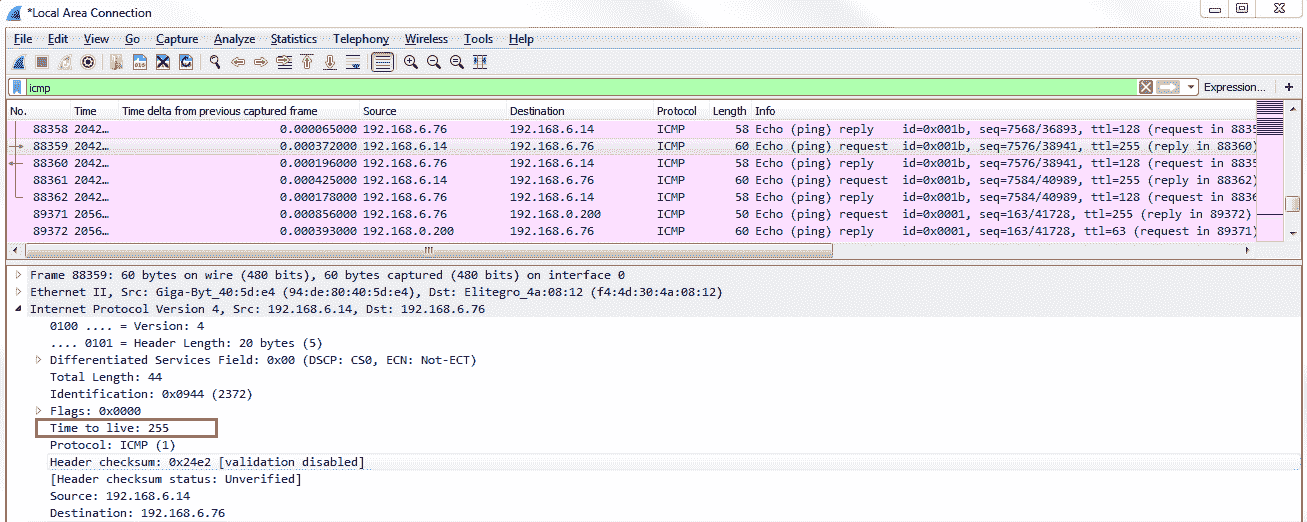 *Local Area Connection
File Edit View Go Capture Analyze Statistics Telephony Wireless Tools Help
icmp Expression... +
No. Time Time delta from previous captured frame Source Destination Protocol Length Info
88358 2042… 0.000065000 192.168.6.76 192.168.6.14 ICMP 58 Echo (ping) reply id=0x001b, seq=7568/36893, ttl=128 (request in 8835
88359 2042… 0.000372000 192.168.6.14 192.168.6.76 ICMP 60 Echo (ping) request id=0x001b, seq=7576/38941, ttl=255 (reply in 88360)
88360 2042… 0.000196000 192.168.6.76 192.168.6.14 ICMP 58 Echo (ping) reply id=0x001b, seq=7576/38941, ttl=128 (request in 8835
88361 2042… 0.000425000 192.168.6.14 192.168.6.76 ICMP 60 Echo (ping) request id=0x001b, seq=7584/40989, ttl=255 (reply in 88362)
88362 2042… 0.000178000 192.168.6.76 192.168.6.14 ICMP 58 Echo (ping) reply id=0x001b, seq=7584/40989, ttl=128 (request in 8836
89371 2056… 0.000856000 192.168.6.76 192.168.0.200 ICMP 50 Echo (ping) request id=0x0001, seq=163/41728, ttl=255 (reply in 89372)
89372 2056… 0.000393000 192.168.0.200 192.168.6.76 ICMP 60 Echo (ping) reply id=0x0001, seq=163/41728, ttl=63 (request in 89371)
Frame 88359: 60 bytes on wire (480 bits), 60 bytes captured (480 bits) on interface 0
Ethernet II, Src: Giga-Byt_40:5d:e4 (94:de:80:40:5d:e4), Dst: Elitegro_4a:08:12 (f4:4d:30:4a:08:12)
Internet Protocol Version 4, Src: 192.168.6.14, Dst: 192.168.6.76
0100 .... = Version: 4
.... 0101 = Header Length: 20 bytes (5)
Differentiated Services Field: 0x00 (DSCP: CS0, ECN: Not-ECT)
Total Length: 44
Identification: 0x0944 (2372)
Flags: 0x0000
Time to live: 255
Protocol: ICMP (1)
Header checksum: 0x24e2 [validation disabled]
[Header checksum status: Unverified]
Source: 192.168.6.14
Destination: 192.168.6.76